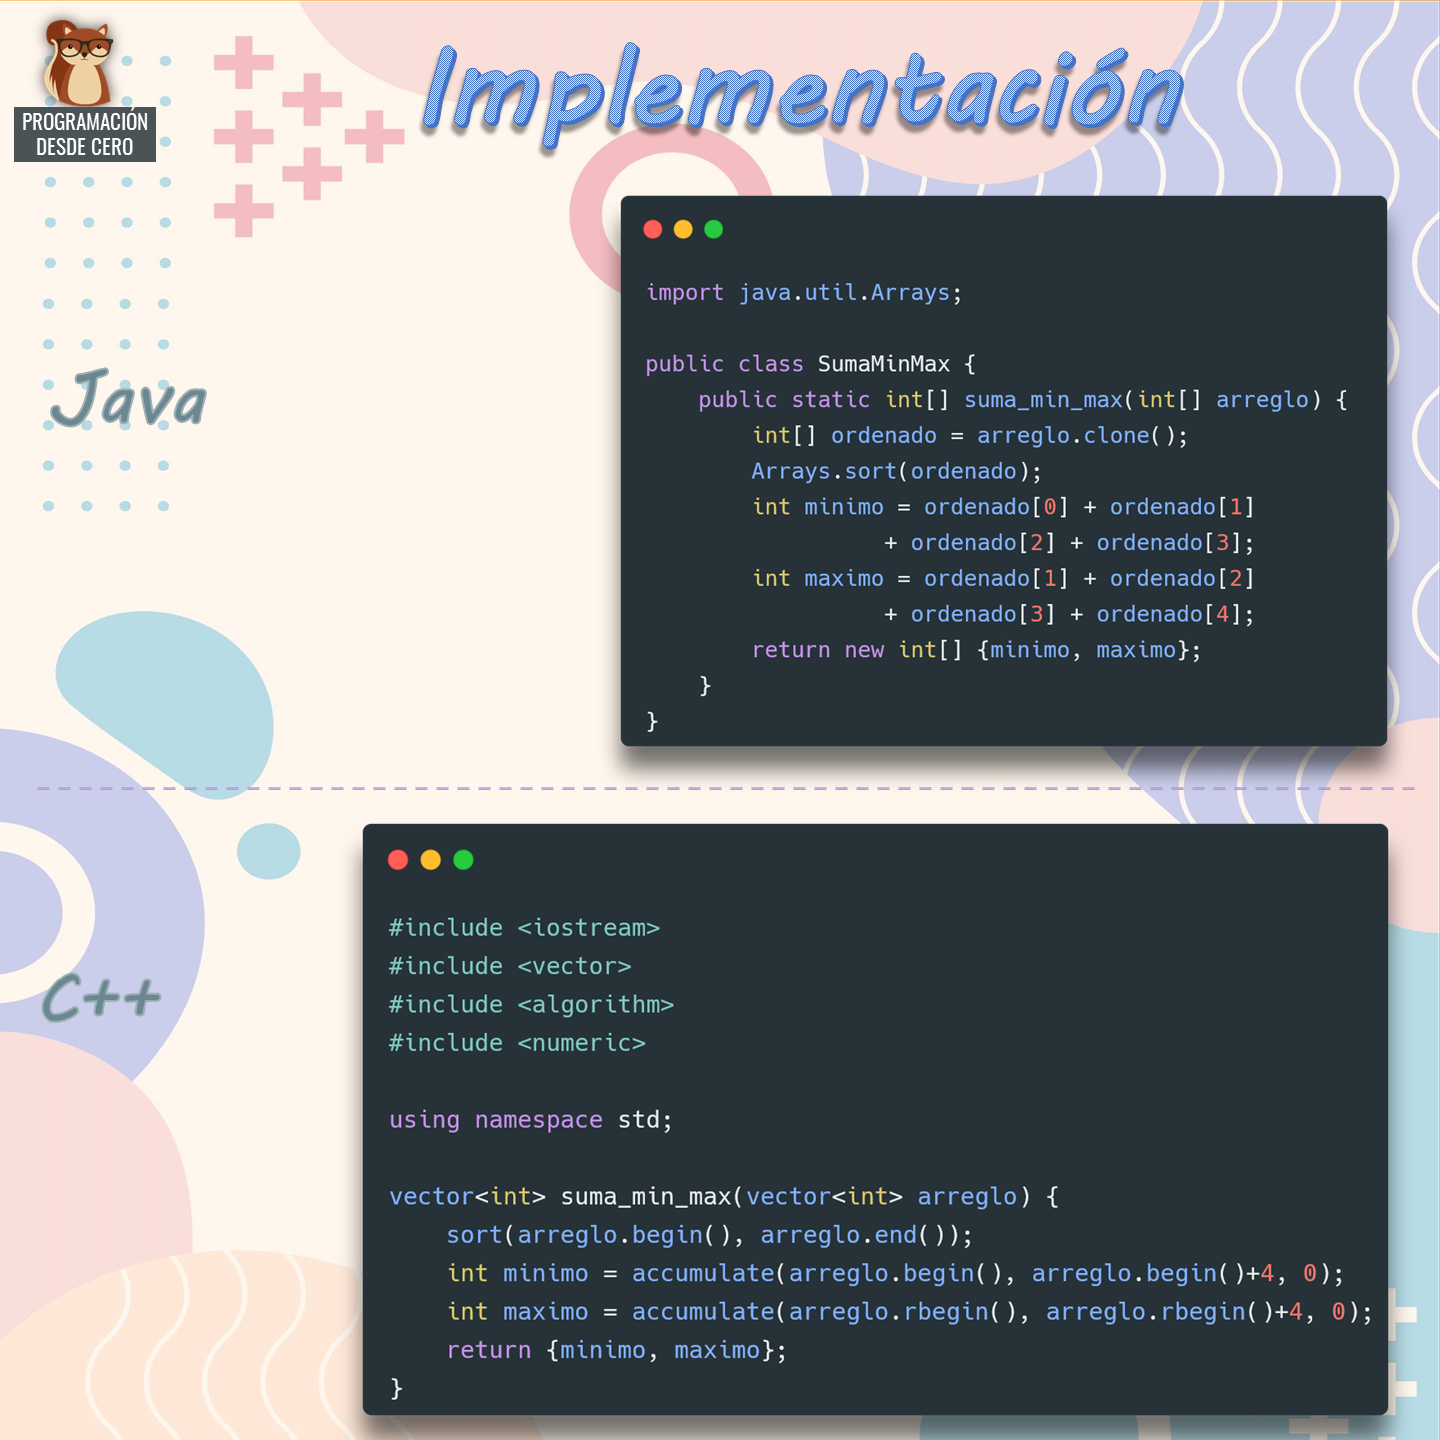 PROGRAMACIÓN
DESDE CERO
Implementación
Java
import java.util.Arrays;
public class SumaMinMax {
    public static int[] suma_min_max(int[] arreglo) {
        int[] ordenado = arreglo.clone();
        Arrays.sort(ordenado);
        int minimo = ordenado[0] + ordenado[1]
                  + ordenado[2] + ordenado[3];
        int maximo = ordenado[1] + ordenado[2]
                  + ordenado[3] + ordenado[4];
        return new int[] {minimo, maximo};
    }
}
C++
#include <iostream>
#include <vector>
#include <algorithm>
#include <numeric>
using namespace std;
vector<int> suma_min_max(vector<int> arreglo) {
    sort(arreglo.begin(), arreglo.end());
    int minimo = accumulate(arreglo.begin(), arreglo.begin()+4, 0);
    int maximo = accumulate(arreglo.rbegin(), arreglo.rbegin()+4, 0);
    return {minimo, maximo};
}